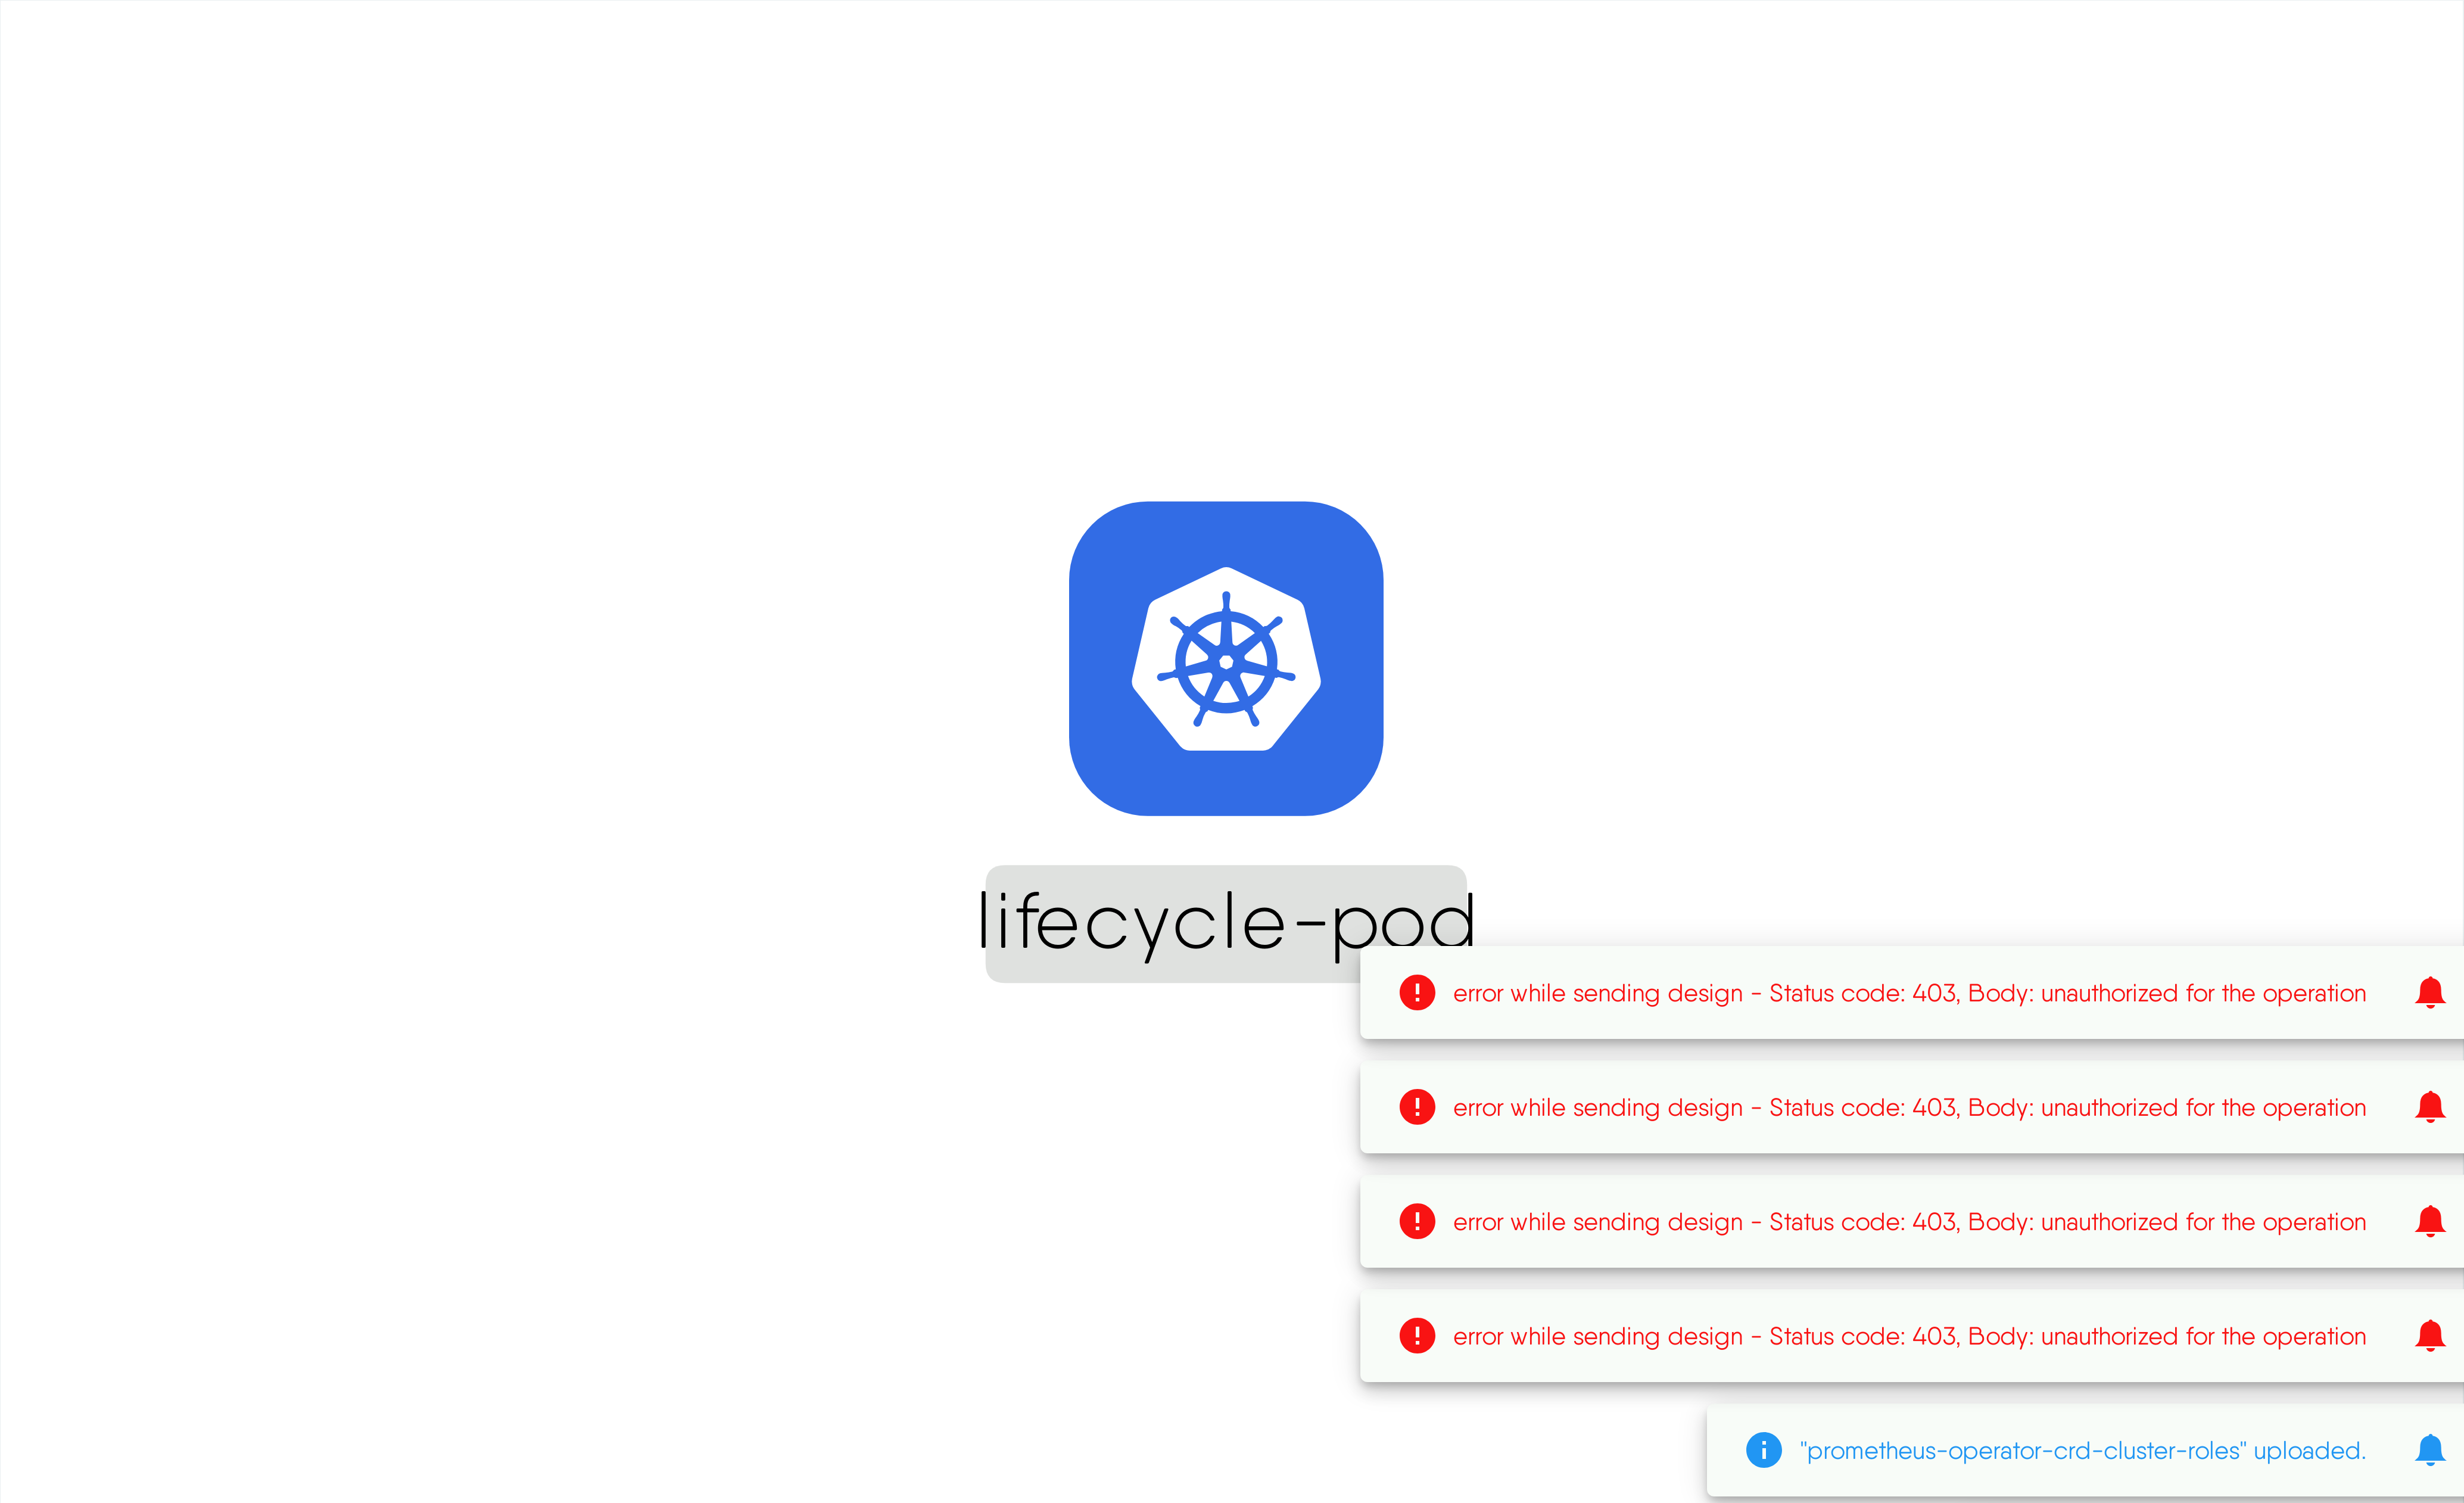 lifecycle-pod
error while sending design - Status code: 403, Body: unauthorized for the operation
error while sending design - Status code: 403, Body: unauthorized for the operation
error while sending design - Status code: 403, Body: unauthorized for the operation
error while sending design - Status code: 403, Body: unauthorized for the operation
"prometheus-operator-crd-cluster-roles" uploaded.